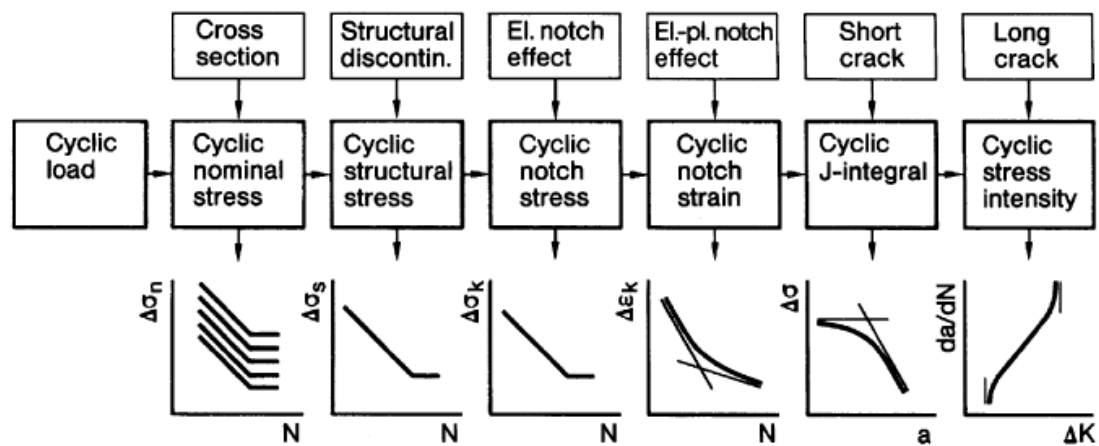 Cross
section
Structural
discontin.
El. notch
effect
El.-pl. notch
effect
Short
crack
Long
crack
Cyclic
load
Cyclic
nominal
stress
Cyclic
structural
stress
Cyclic
notch
stress
Cyclic
notch
strain
Cyclic
J-integral
Cyclic
stress
intensity
Δσn
N
Δσs
N
Δσk
N
Δεk
N
Δσ
a
da/dN
ΔK